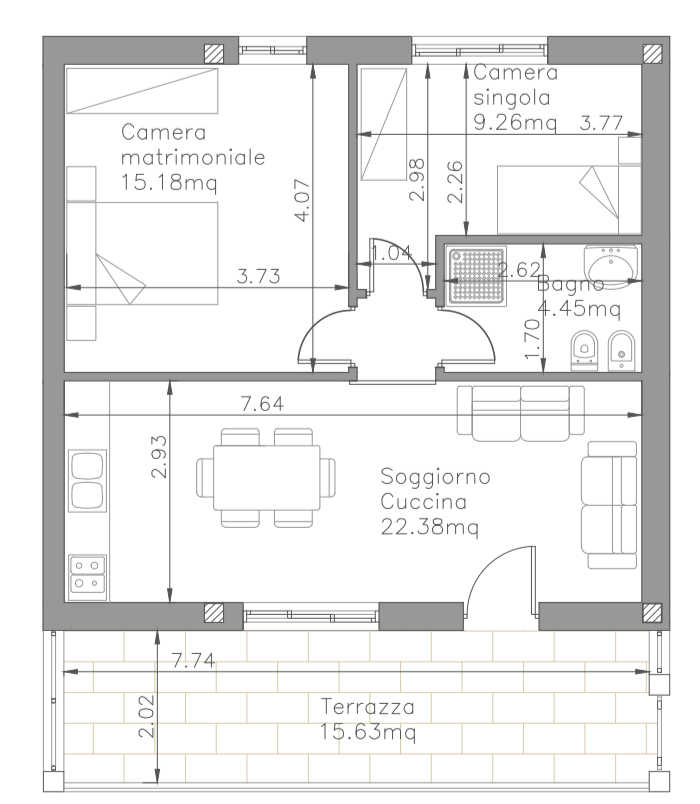 Camera
matrimoniale
15.18mq
4.07
3.73
Camera
singola
9.26mq
3.77
2.98
2.26
1.04
2.62
Bagno
4.45mq
1.70
7.64
2.93
Soggiorno
Cuccina
22.38mq
7.74
2.02
Terrazza
15.63mq